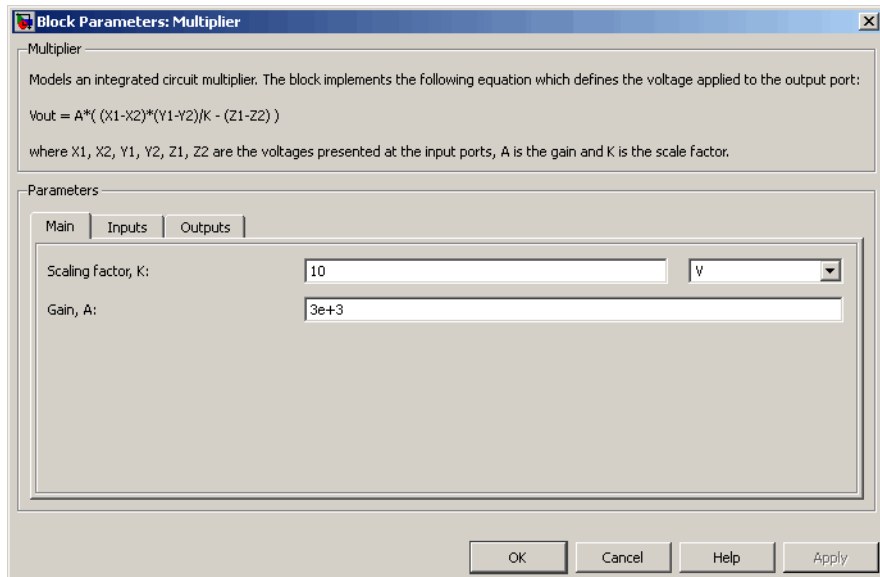 Block Parameters: Multiplier
Multiplier
Models an integrated circuit multiplier. The block implements the following equation which defines the voltage applied to the output port:
Vout = A*( (X1-X2)*(Y1-Y2)/K - (Z1-Z2) )
where X1, X2, Y1, Y2, Z1, Z2 are the voltages presented at the input ports, A is the gain and K is the scale factor.
Parameters
Main Inputs Outputs
Scaling factor, K: 10 V
Gain, A: 3e+3
OK Cancel Help Apply